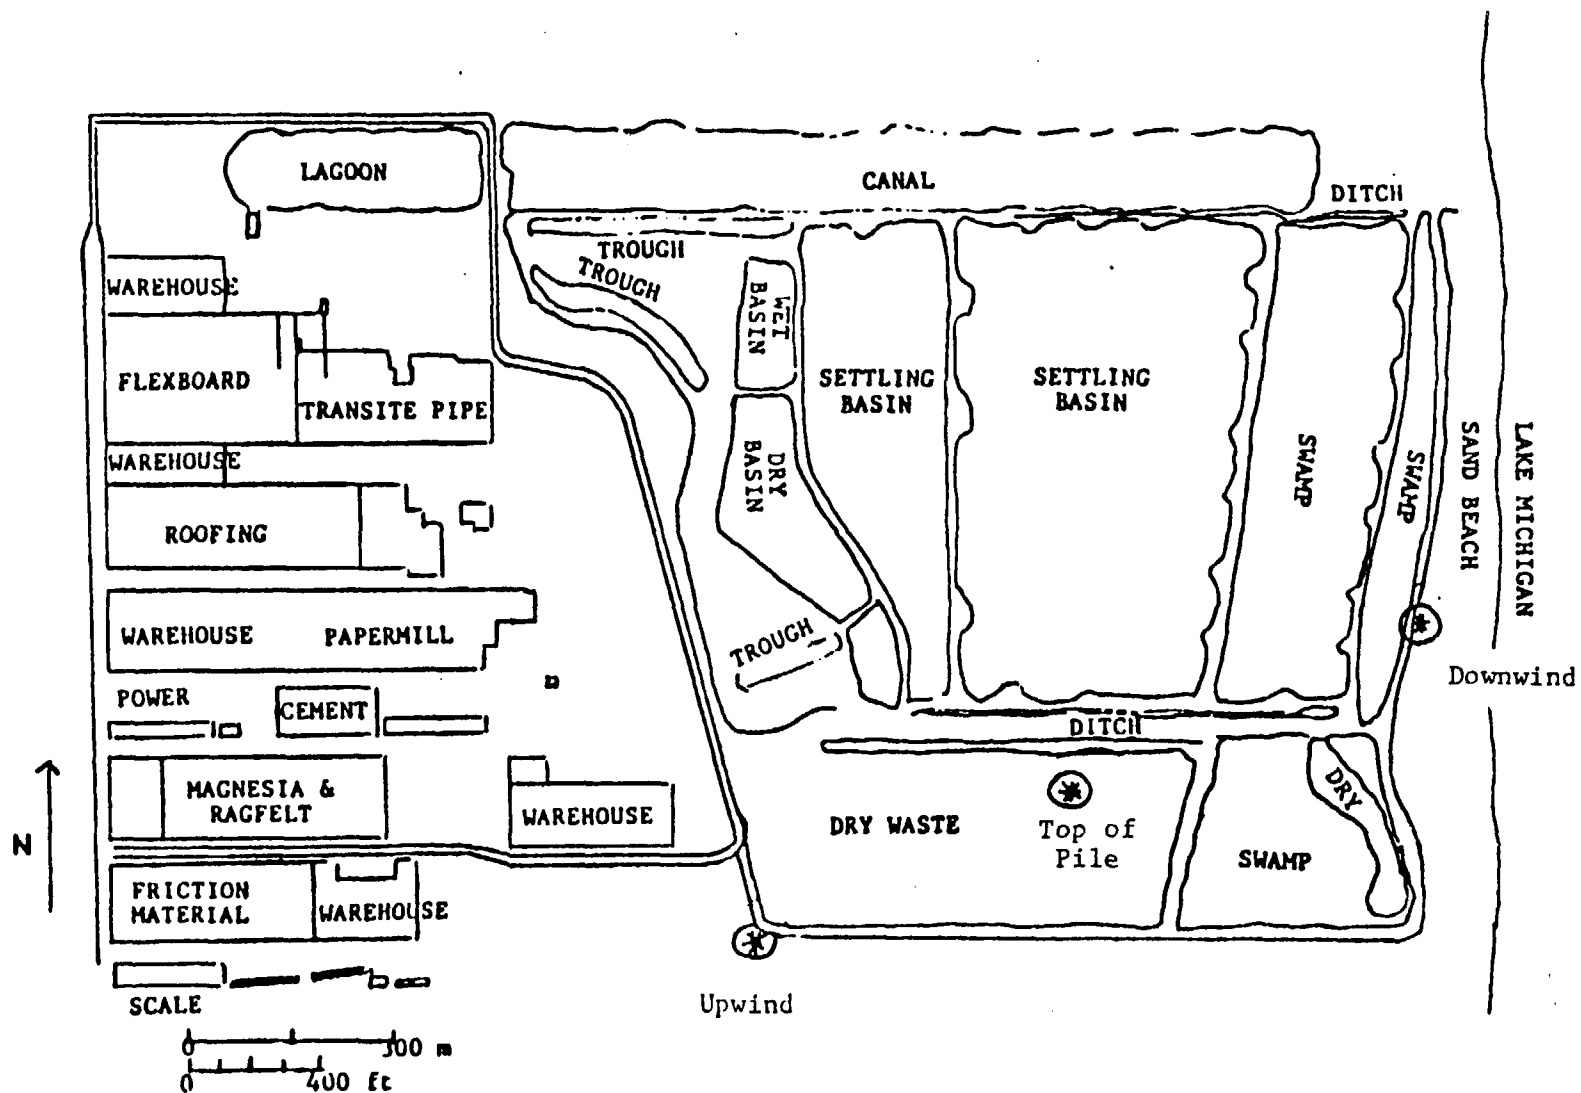 LAGOON
CANAL
DITCH
TROUGH
TROUGH
WAREHOUSE
WET
BASIN
FLEXBOARD
TRANSITE PIPE
SETTLING
BASIN
SETTLING
BASIN
WAREHOUSE
DRY
BASIN
SWAMP
SWAMP
SAND BEACH
LAKE MICHIGAN
ROOFING
WAREHOUSE
PAPERMILL
TROUGH
Downwind
POWER
CEMENT
DITCH
MAGNESIA &
RAGFELT
WAREHOUSE
DRY WASTE
Top of
Pile
DRY
SWAMP
N
FRICTION
MATERIAL
WAREHOUSE
Upwind
SCALE
0 300 m
0 400 ft